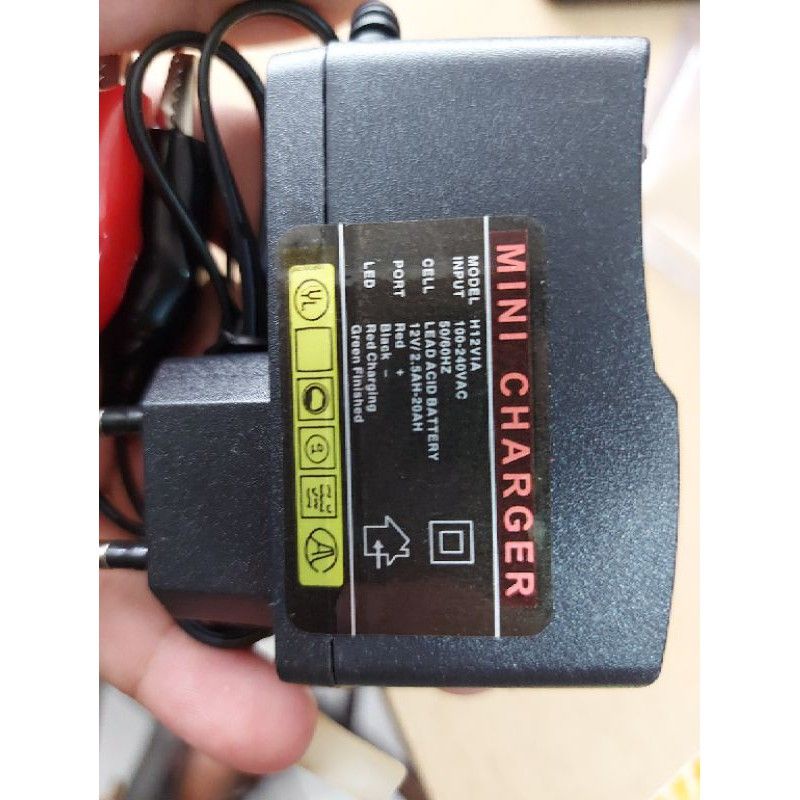 MINI CHARGER
MODEL H12VIA
INPUT 100-240VAC
50/60HZ
CELL LEAD ACID BATTERY
12V/2.5AH-20AH
PORT Red +
Black -
LED Red Charging
Green Finished